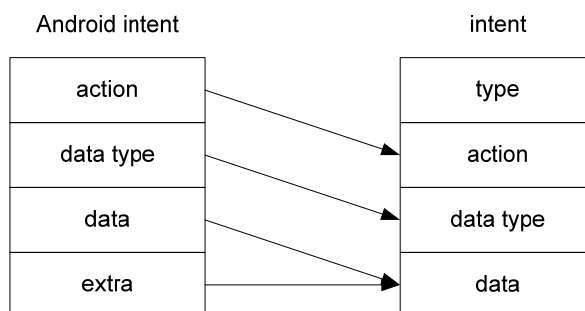 Android intent
action
data type
data
extra
intent
type
action
data type
data